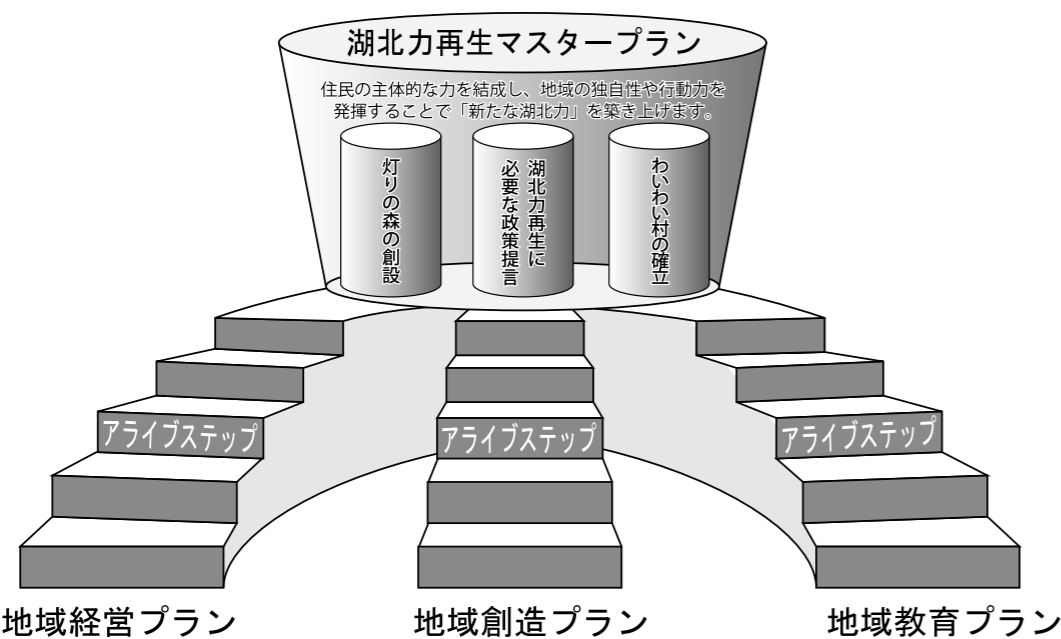 湖北力再生マスタープラン
住民の主体的な力を結成し、地域の独自性や行動力を
発揮することで「新たな湖北力」を築き上げます。
灯りの森の創設
湖北力再生に
必要な政策提言
わいわい村の確立
アライブステップ
アライブステップ
アライブステップ
地域経営プラン
地域創造プラン
地域教育プラン